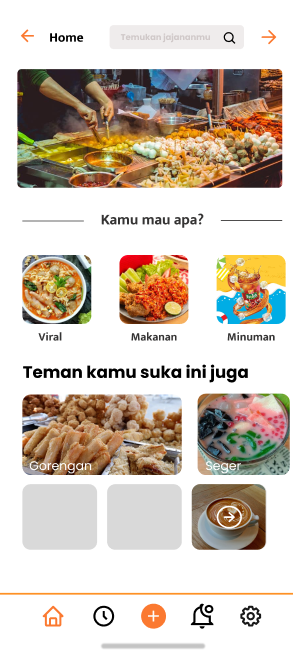 Home
Temukan jajananmu
Kamu mau apa?
Viral
Makanan
Minuman
Teman kamu suka ini juga
Gorengan
Seger